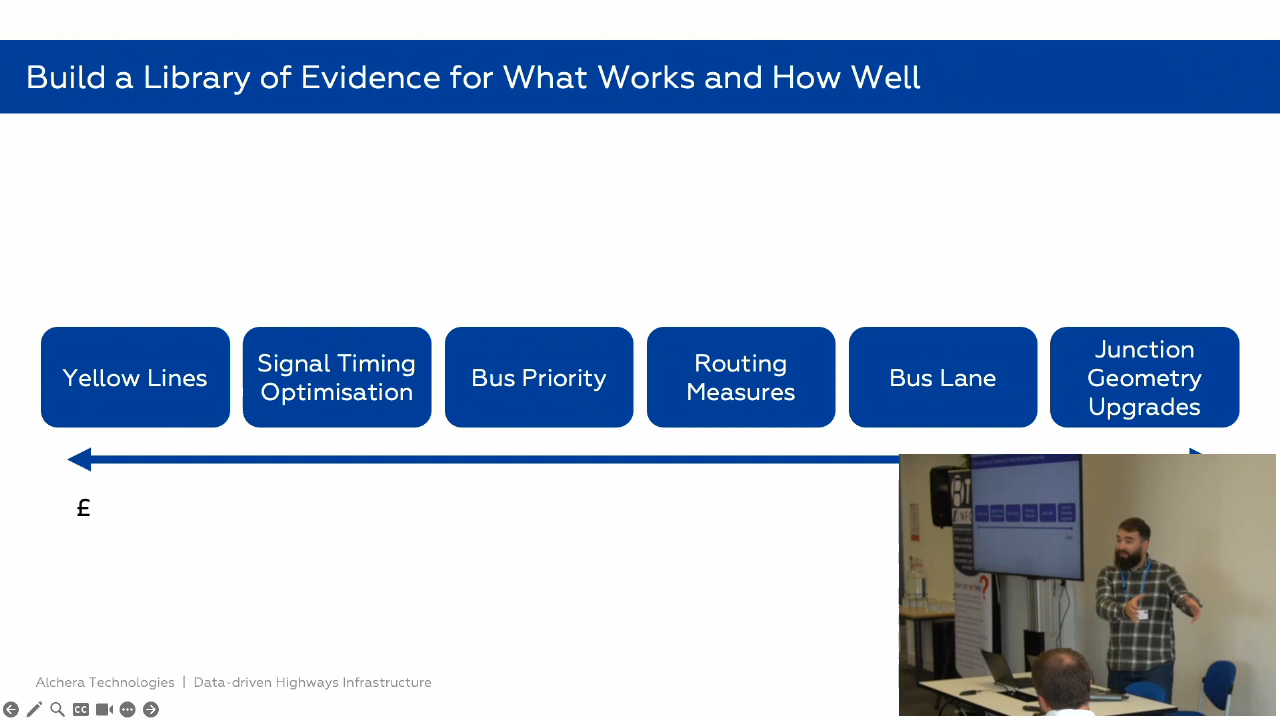 Build a Library of Evidence for What Works and How Well
Yellow Lines
Signal Timing
Optimisation
Bus Priority
Routing
Measures
Bus Lane
Junction
Geometry
Upgrades
£
Alchera Technologies | Data-driven Highways Infrastructure
CC